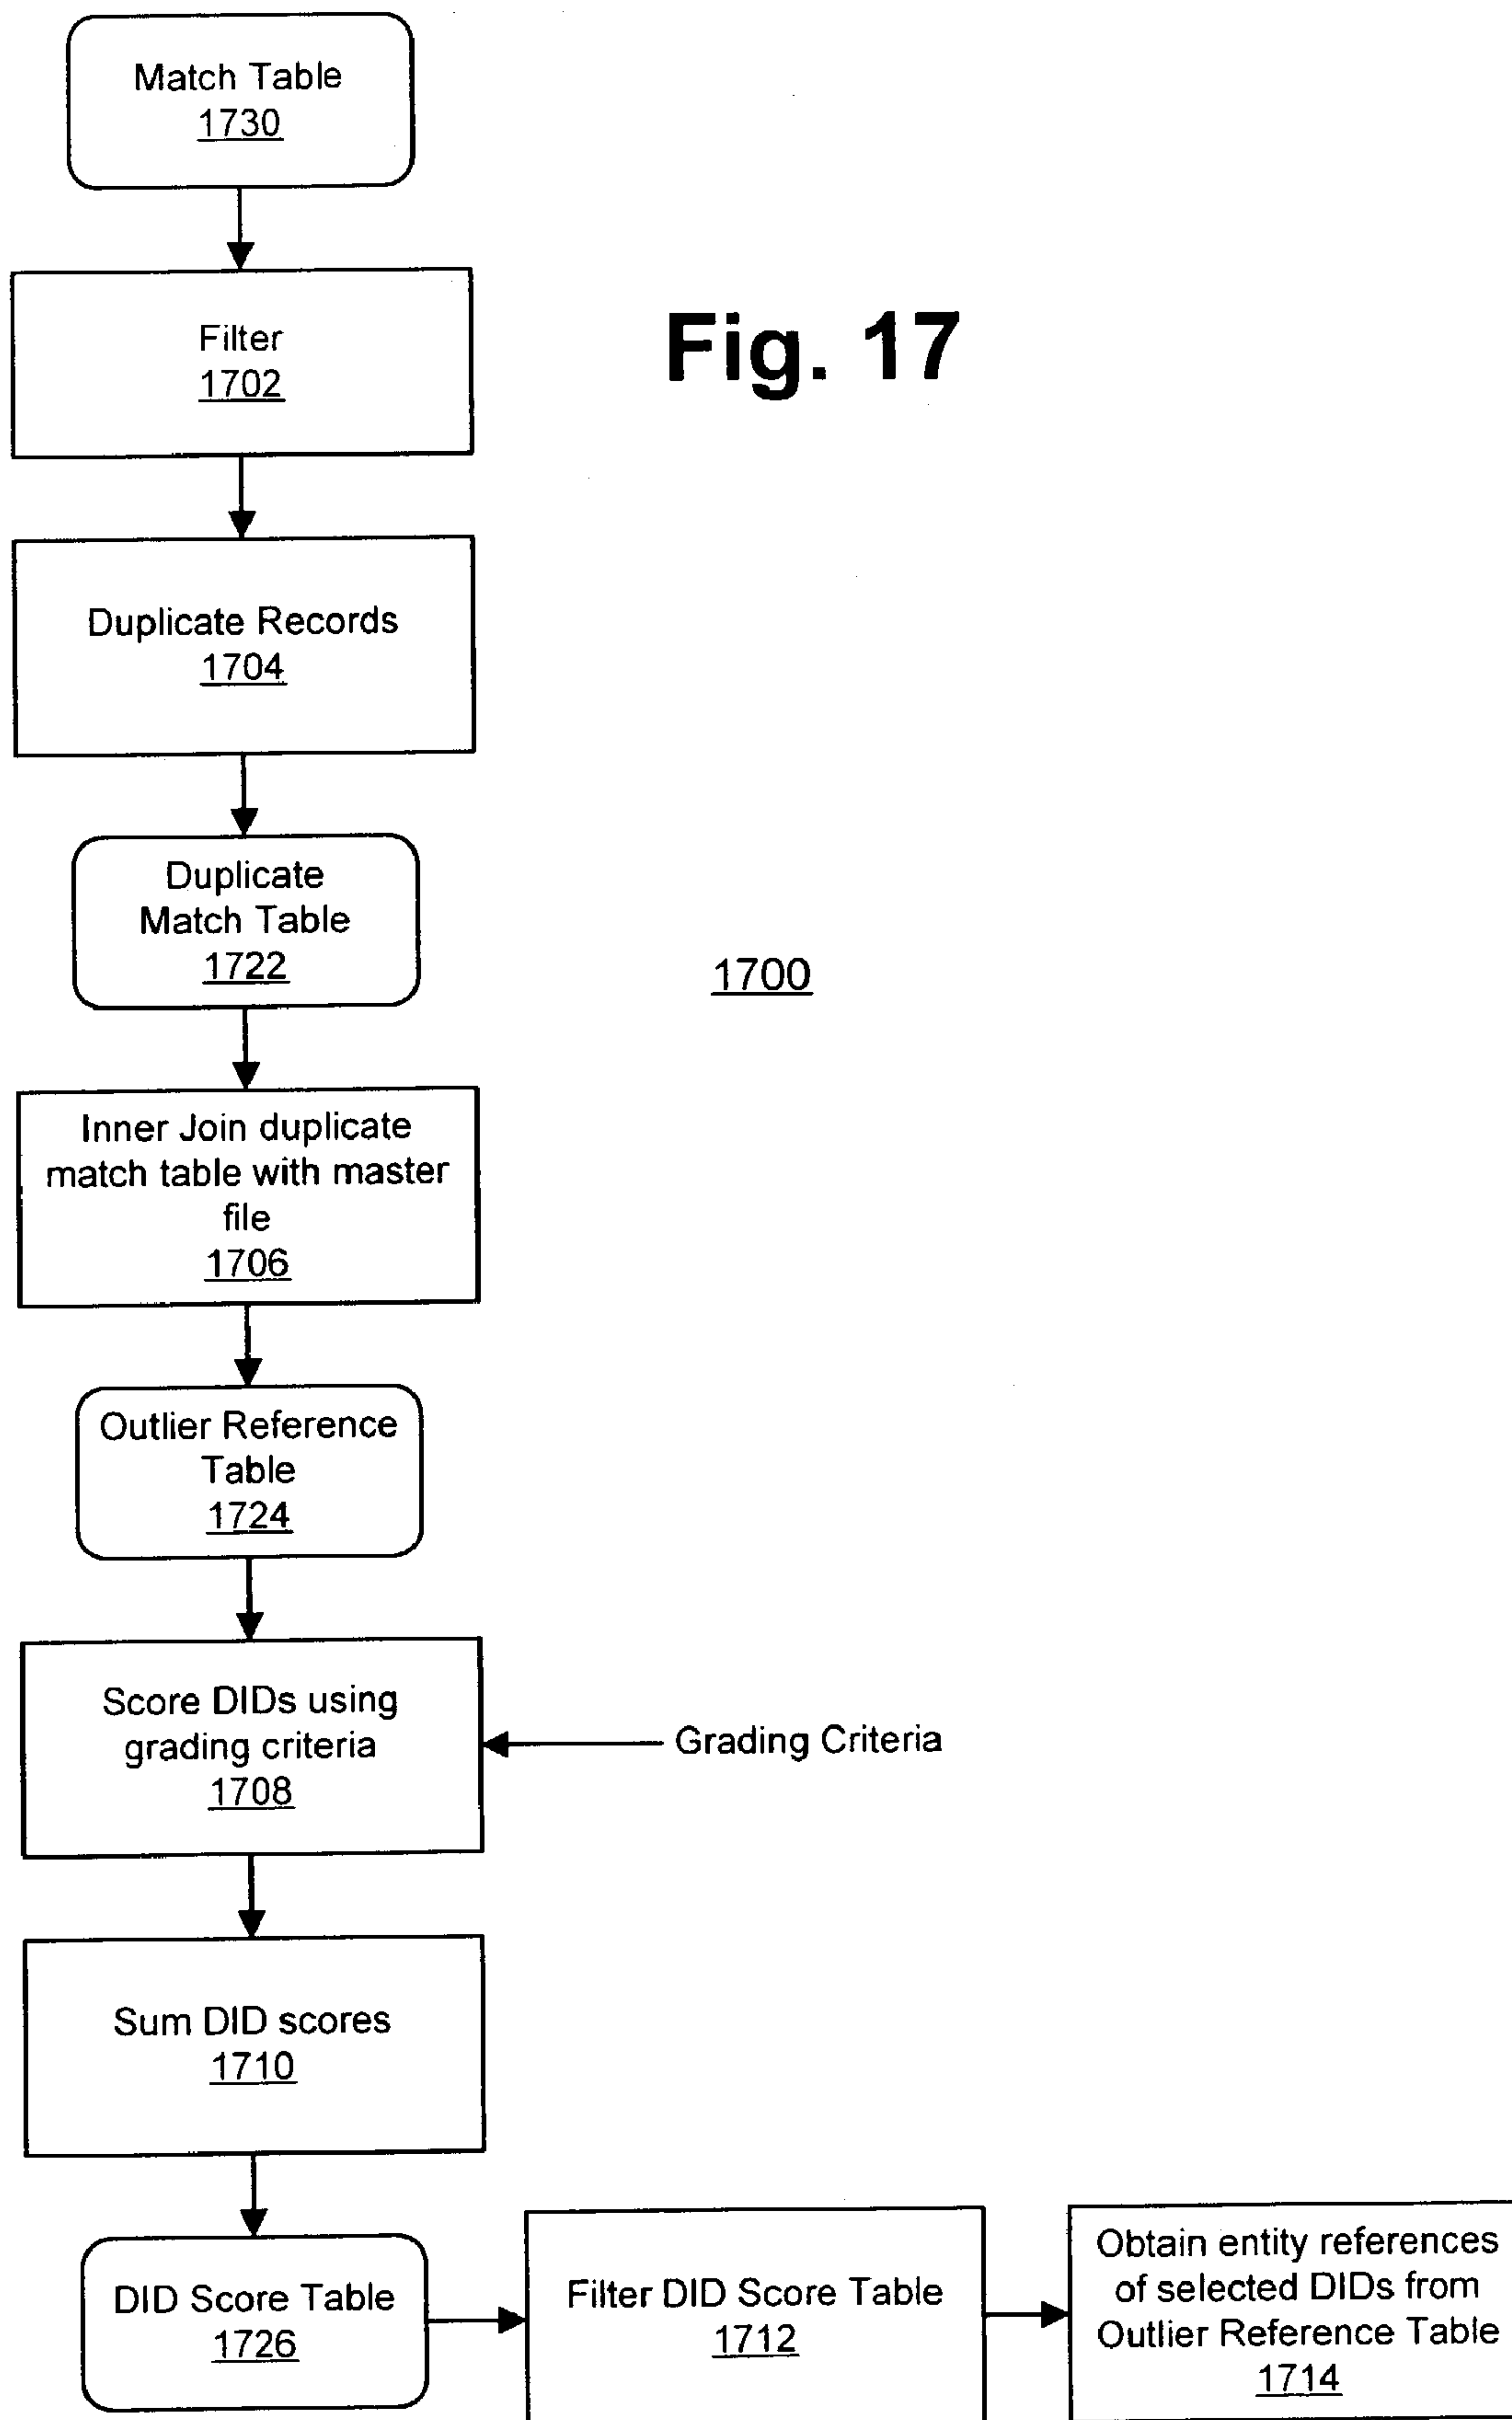 Match Table
1730
Filter
1702
Fig. 17
Duplicate Records
1704
Duplicate
Match Table
1722
1700
Inner Join duplicate
match table with master
file
1706
Outlier Reference
Table
1724
Score DIDs using
grading criteria
1708
Grading Criteria
Sum DID scores
1710
DID Score Table
1726
Filter DID Score Table
1712
Obtain entity references
of selected DIDs from
Outlier Reference Table
1714